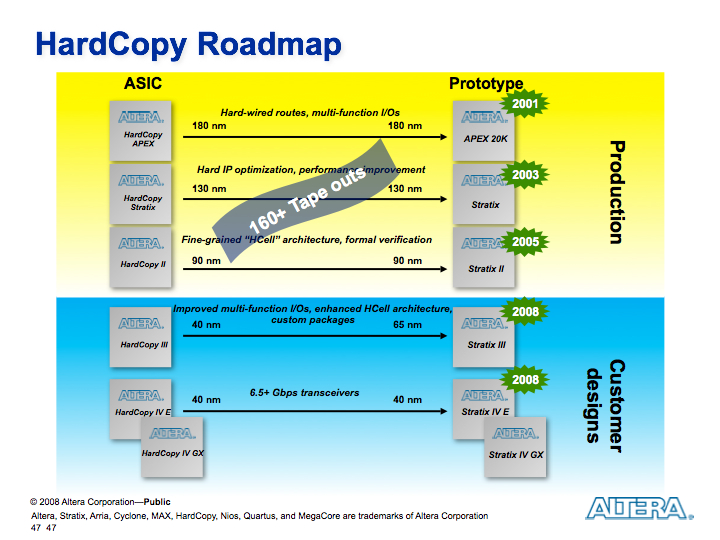 HardCopy Roadmap
ASIC
Prototype
ALTERA.
HardCopy
APEX
Hard-wired routes, multi-function I/Os
180 nm
180 nm
2001
ALTERA.
APEX 20K
ALTERA.
HardCopy
Stratix
Hard IP optimization, performance improvement
130 nm
130 nm
2003
ALTERA.
Stratix
160+ Tape outs
ALTERA.
HardCopy II
Fine-grained “HCell” architecture, formal verification
90 nm
90 nm
2005
ALTERA.
Stratix II
Production
ALTERA.
HardCopy III
Improved multi-function I/Os, enhanced HCell architecture,
custom packages
40 nm
65 nm
2008
ALTERA.
Stratix III
ALTERA.
HardCopy IV E
6.5+ Gbps transceivers
40 nm
40 nm
2008
ALTERA.
Stratix IV E
ALTERA.
HardCopy IV GX
ALTERA.
Stratix IV GX
Customer
designs
© 2008 Altera Corporation—Public
Altera, Stratix, Arria, Cyclone, MAX, HardCopy, Nios, Quartus, and MegaCore are trademarks of Altera Corporation
47 47
ALTERA.